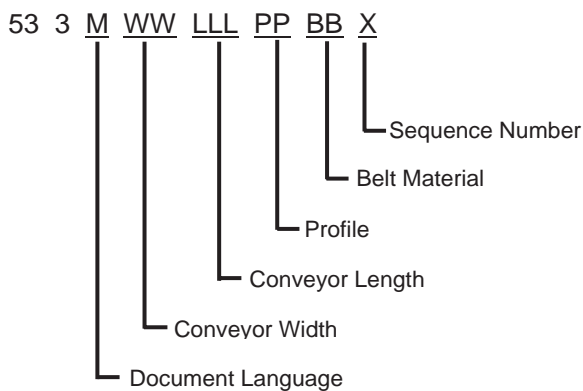 53 3 M WW LLL PP BB X
Sequence Number
Belt Material
Profile
Conveyor Length
Conveyor Width
Document Language